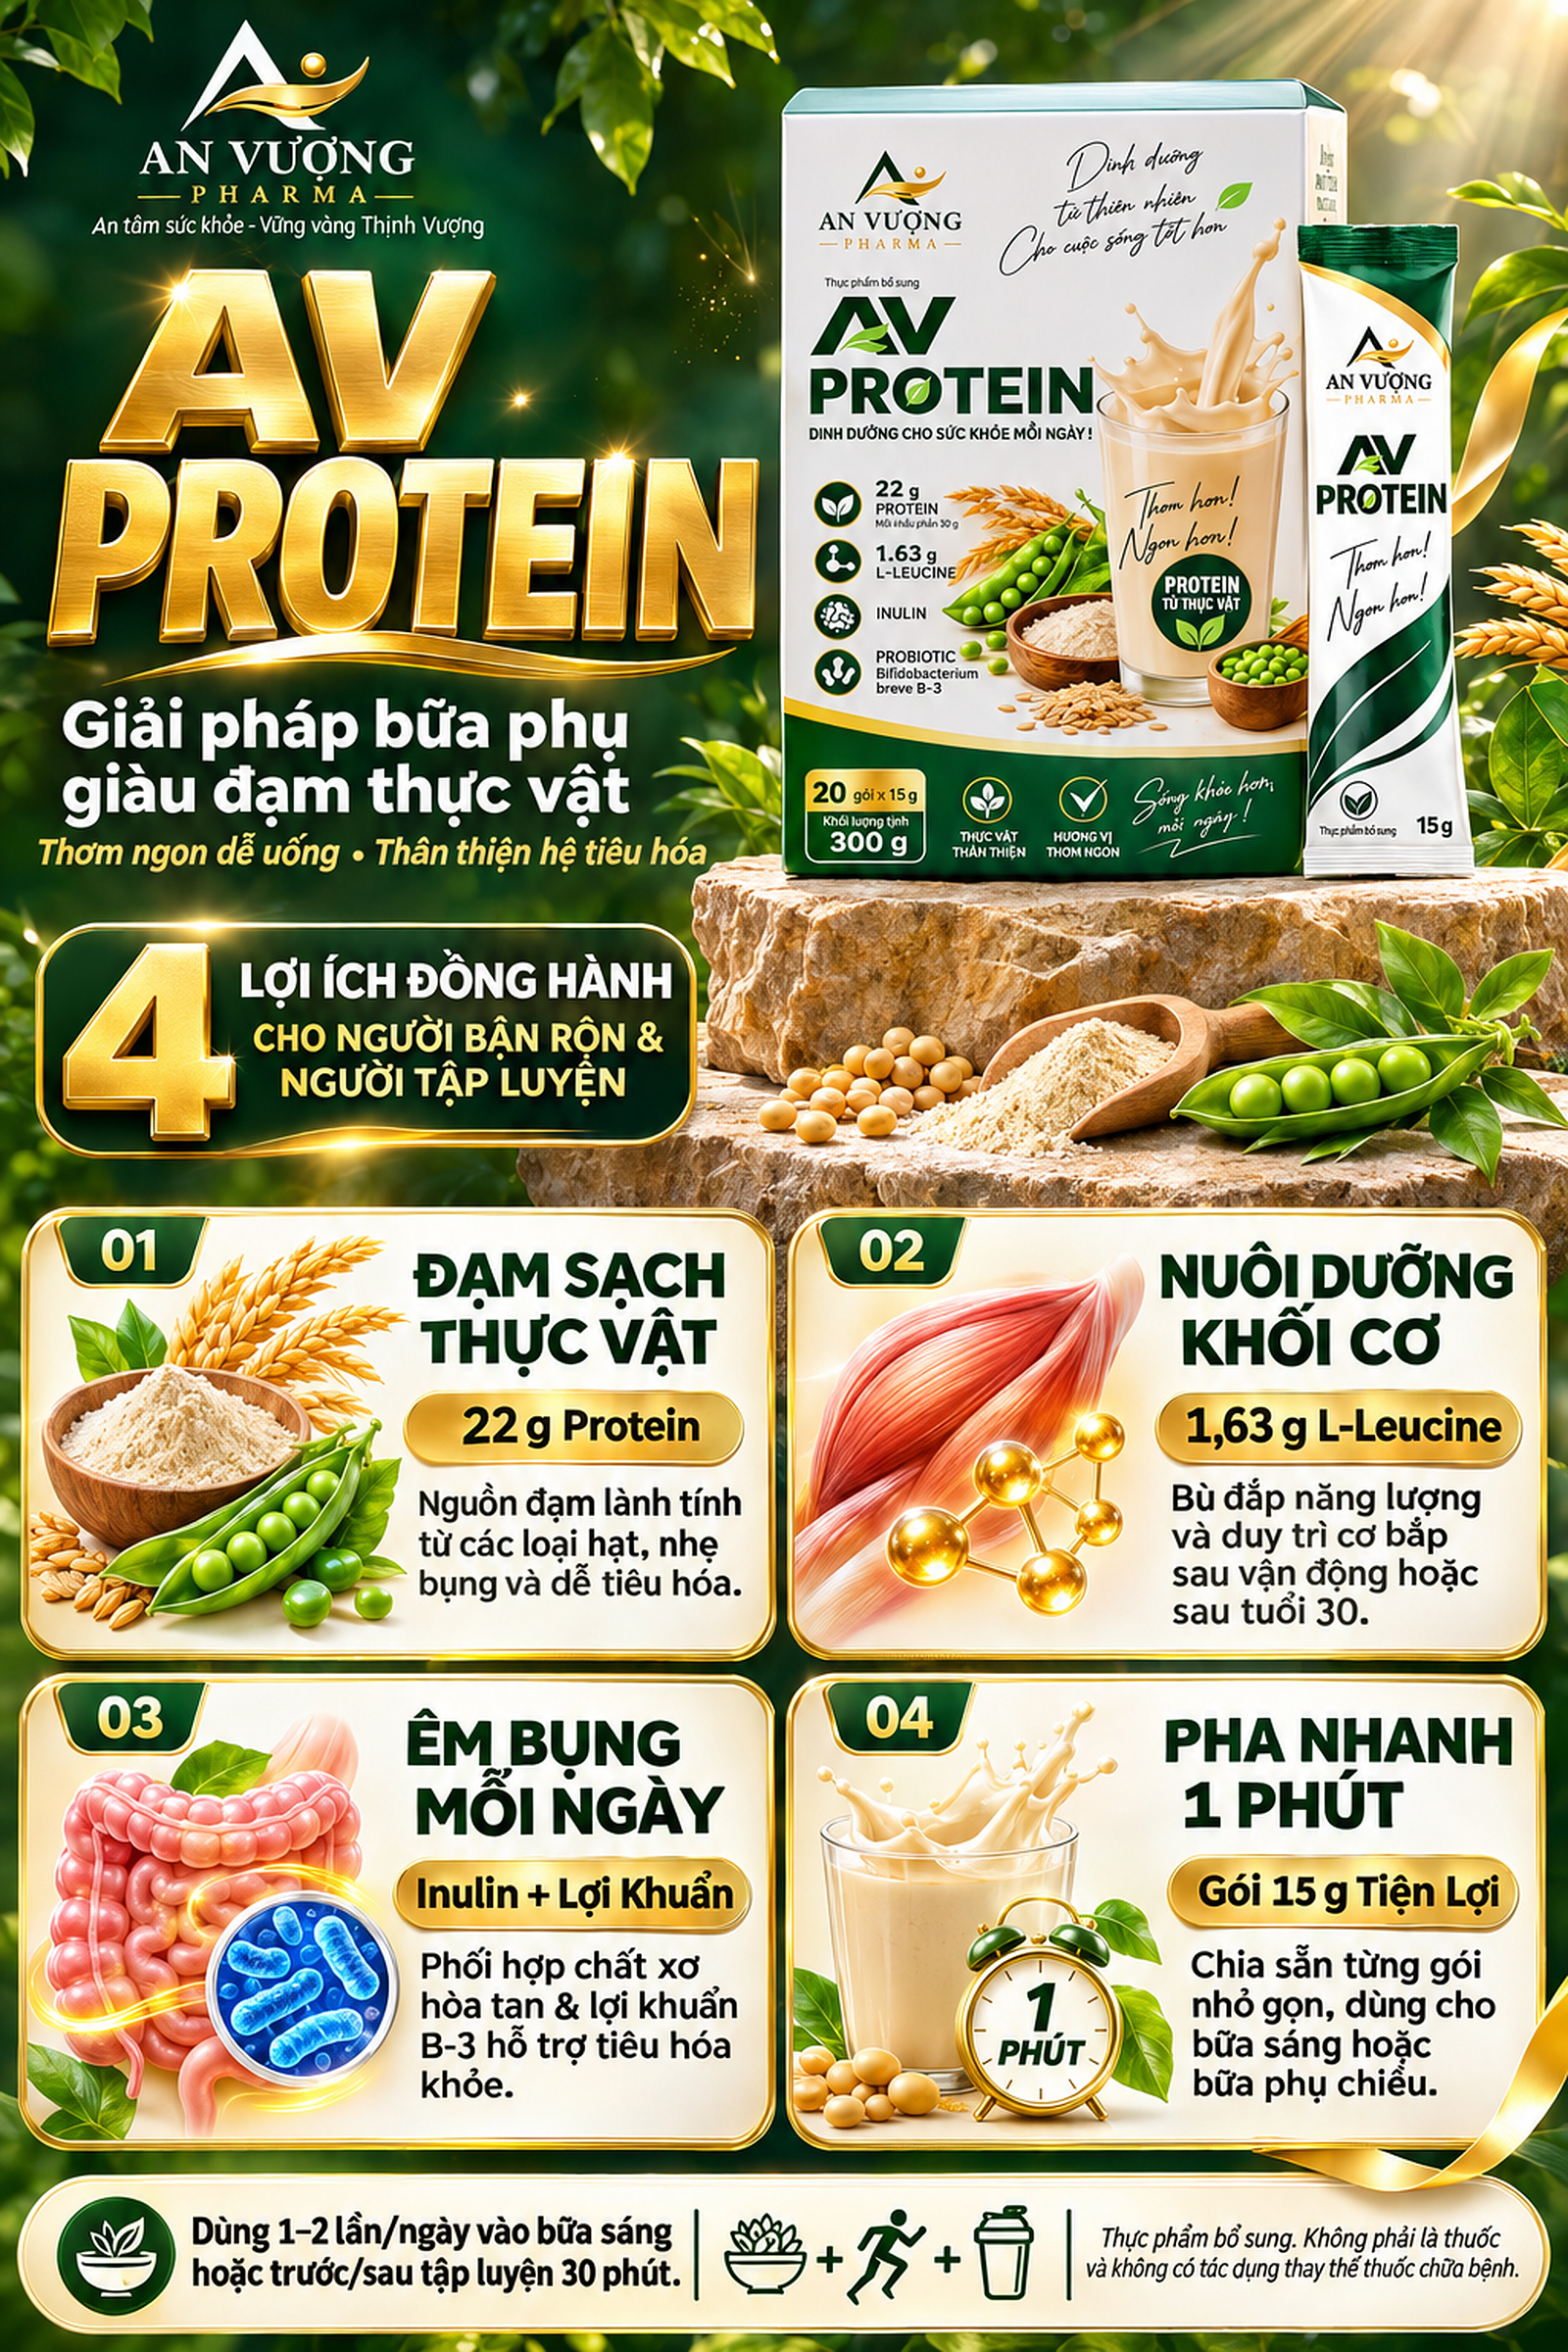 AN VƯỢNG
PHARMA
An tâm sức khỏe - Vững vàng Thịnh Vượng
AV
PROTEIN
Giải pháp bữa phụ
giàu đạm thực vật
Thơm ngon dễ uống • Thân thiện hệ tiêu hóa
AN VƯỢNG
PHARMA
Dinh dưỡng
từ thiên nhiên
Cho cuộc sống tốt hơn
Thực phẩm bổ sung
AV
PROTEIN
DINH DƯỠNG CHO SỨC KHỎE MỖI NGÀY!
22 g
PROTEIN
Mỗi khẩu phần 30 g
1.63 g
L-LEUCINE
INULIN
PROBIOTIC
Bifidobacterium
breve B-3
Thơm hơn!
Ngon hơn!
PROTEIN
TỪ THỰC VẬT
20 gói x 15 g
Khối lượng tịnh
300 g
THỰC VẬT
THÂN THIỆN
HƯƠNG VỊ
THƠM NGON
Sống khỏe hơn
mỗi ngày!
AN VƯỢNG
PHARMA
AV
PROTEIN
Thơm hơn!
Ngon hơn!
Thực phẩm bổ sung
15g
4
LỢI ÍCH ĐỒNG HÀNH
CHO NGƯỜI BẬN RỘN &
NGƯỜI TẬP LUYỆN
01
ĐẠM SẠCH
THỰC VẬT
22 g Protein
Nguồn đạm lành tính
từ các loại hạt, nhẹ
bụng và dễ tiêu hóa.
02
NUÔI DƯỠNG
KHỐI CƠ
1,63 g L-Leucine
Bù đắp năng lượng
và duy trì cơ bắp
sau vận động hoặc
sau tuổi 30.
03
ÊM BỤNG
MỖI NGÀY
Inulin + Lợi Khuẩn
Phối hợp chất xơ
hòa tan & lợi khuẩn
B-3 hỗ trợ tiêu hóa
khỏe.
04
PHA NHANH
1 PHÚT
Gói 15 g Tiện Lợi
Chia sẵn từng gói
nhỏ gọn, dùng cho
bữa sáng hoặc
bữa phụ chiều.
1
PHÚT
Dùng 1–2 lần/ngày vào bữa sáng
hoặc trước/sau tập luyện 30 phút.
Thực phẩm bổ sung. Không phải là thuốc
và không có tác dụng thay thế thuốc chữa bệnh.